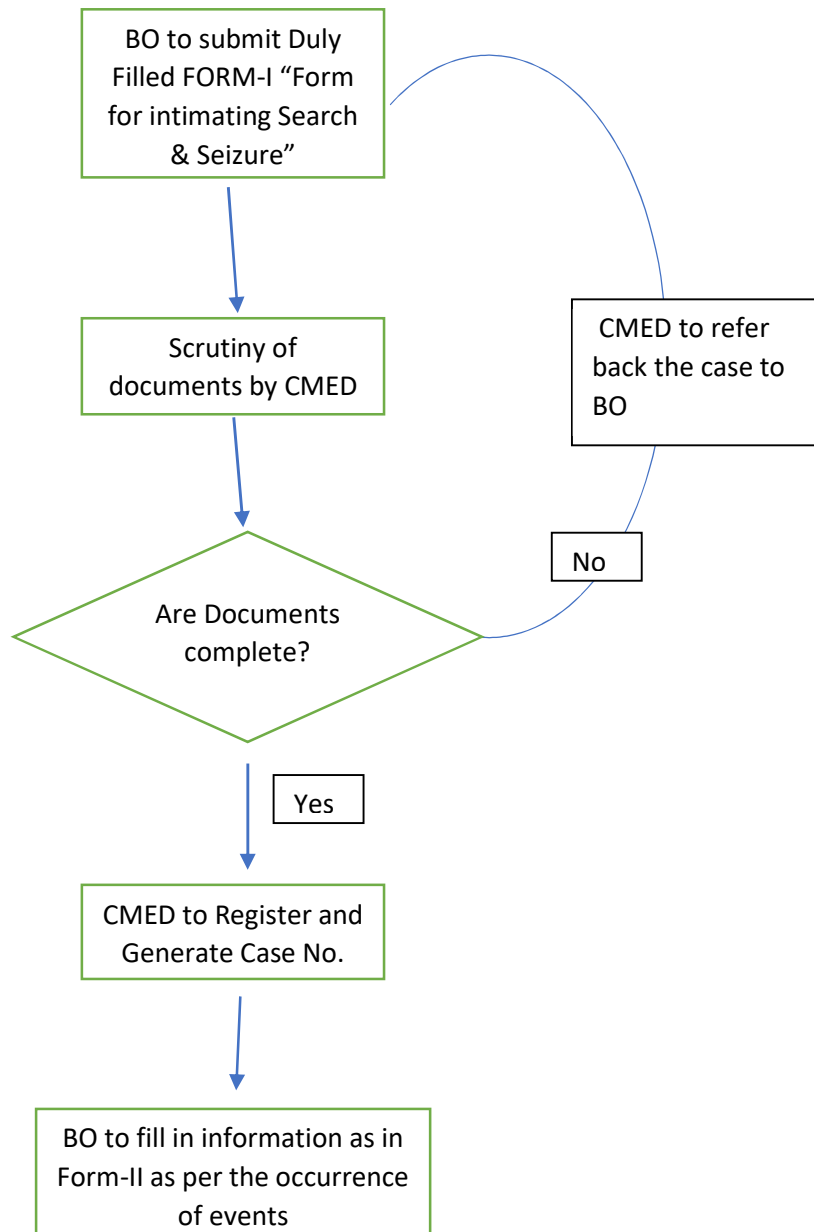 BO to submit Duly
Filled FORM-I “Form
for intimating Search
& Seizure”
Scrutiny of
documents by CMED
CMED to refer
back the case to
BO
No
Are Documents
complete?
Yes
CMED to Register and
Generate Case No.
BO to fill in information as in
Form-II as per the occurrence
of events